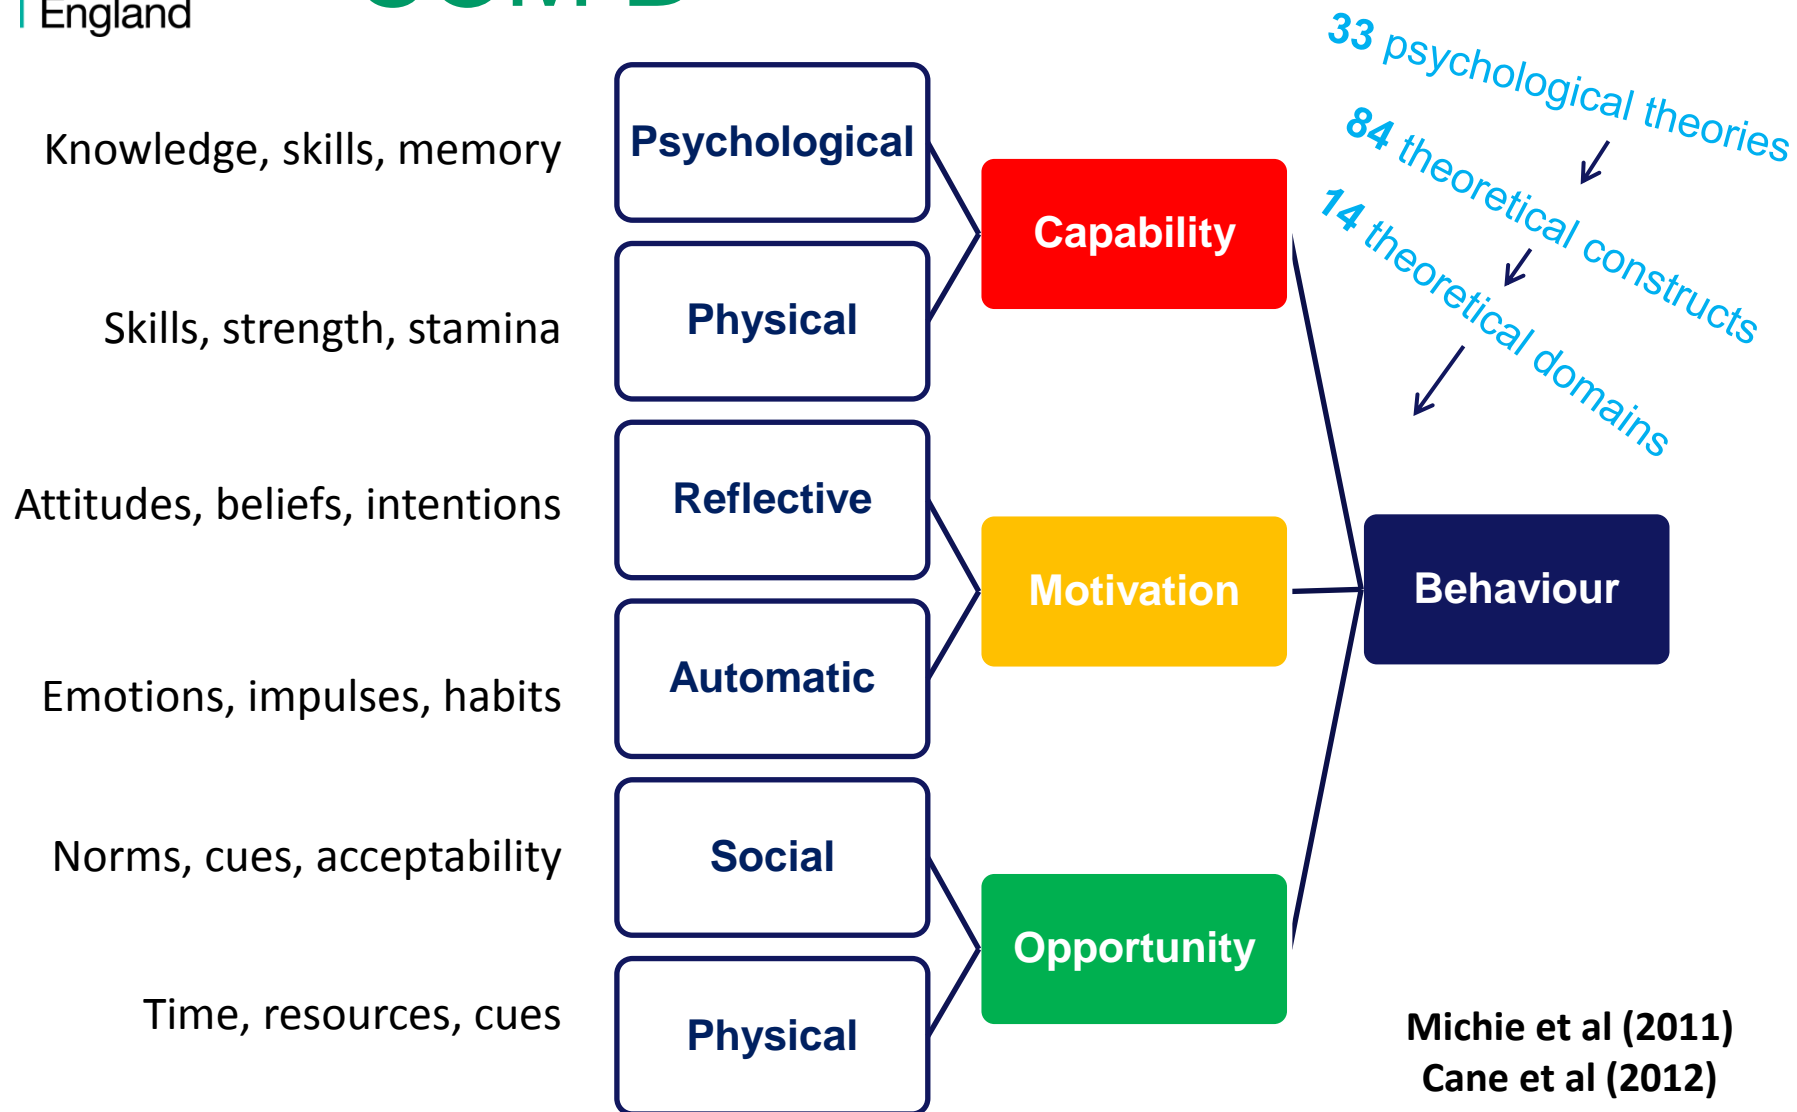 England
COM-B
33 psychological theories
84 theoretical constructs
14 theoretical domains
Knowledge, skills, memory
Psychological
Capability
Skills, strength, stamina
Physical
Attitudes, beliefs, intentions
Reflective
Motivation
Behaviour
Emotions, impulses, habits
Automatic
Norms, cues, acceptability
Social
Opportunity
Time, resources, cues
Physical
Michie et al (2011)
Cane et al (2012)